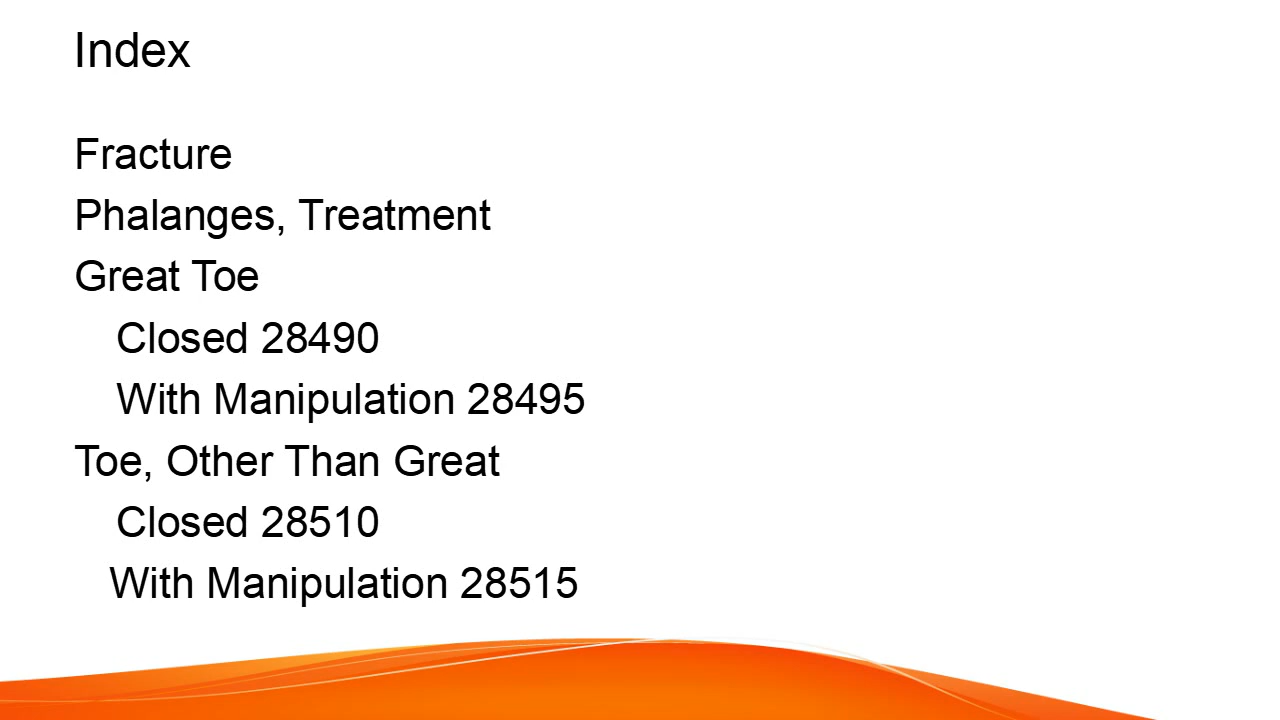 Index
Fracture
Phalanges, Treatment
Great Toe
Closed 28490
With Manipulation 28495
Toe, Other Than Great
Closed 28510
With Manipulation 28515